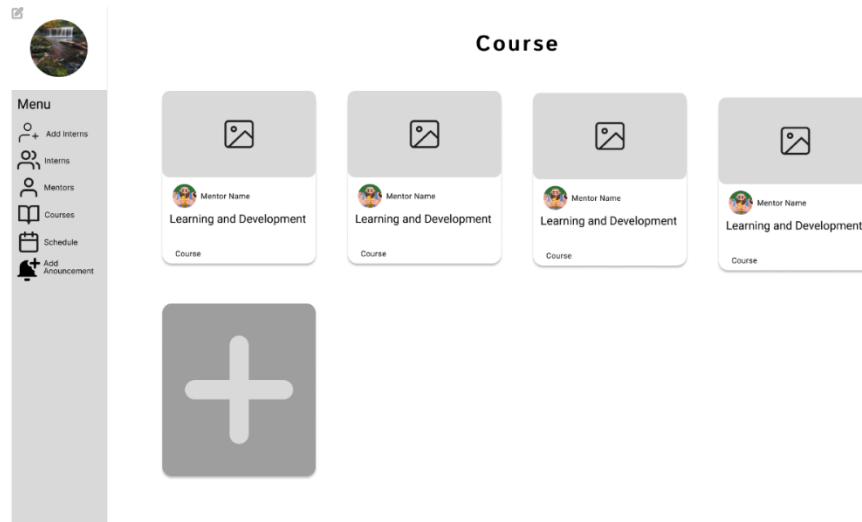 Course
Menu
Add Interns
Interns
Mentors
Courses
Schedule
Add
Anouncement
Mentor Name
Learning and Development
Course
Mentor Name
Learning and Development
Course
Mentor Name
Learning and Development
Course
Mentor Name
Learning and Development
Course